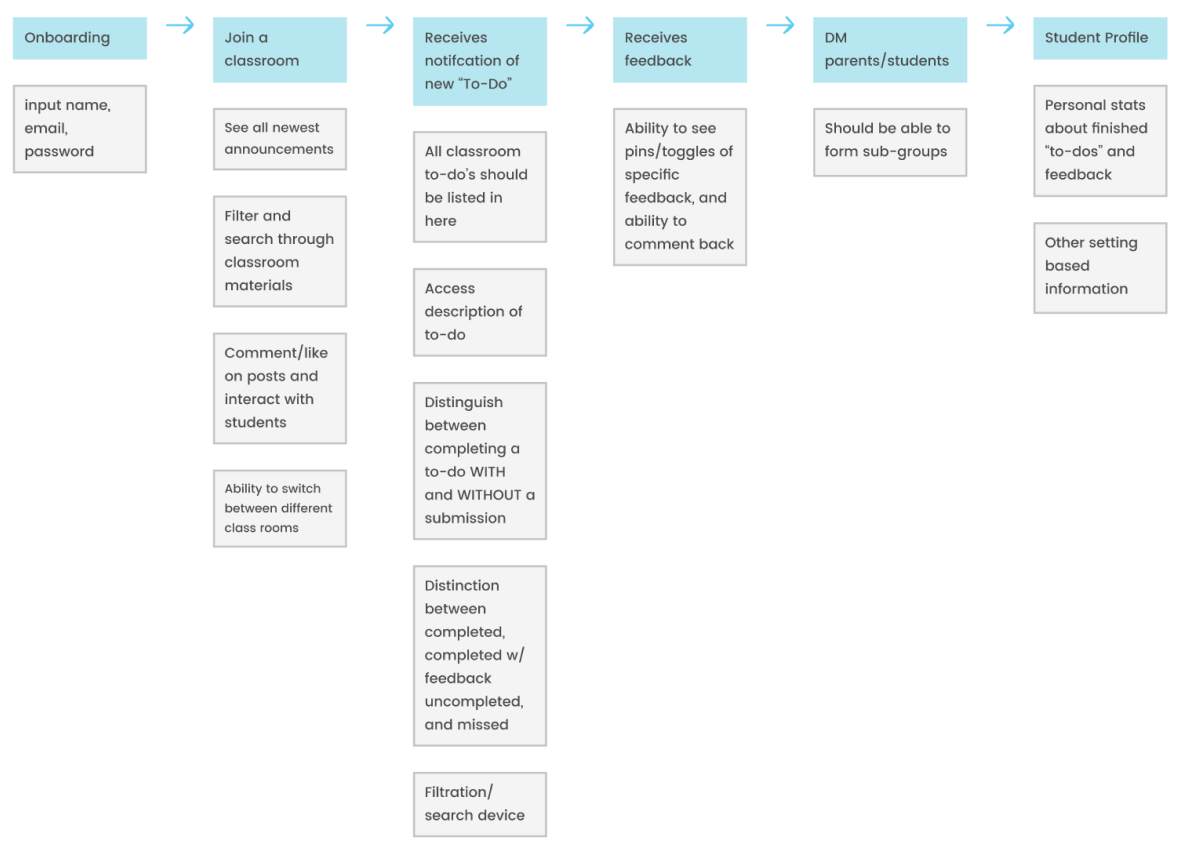 Onboarding
input name,
email,
password
Join a
classroom
See all newest
announcements
Filter and
search through
classroom
materials
Comment/like
on posts and
interact with
students
Ability to switch
between different
class rooms
Receives
notifcation of
new “To-Do”
All classroom
to-do's should
be listed in
here
Access
description of
to-do
Distinguish
between
completing a
to-do WITH
and WITHOUT a
submission
Distinction
between
completed,
completed w/
feedback
uncompleted,
and missed
Filtration/
search device
Receives
feedback
Ability to see
pins/toggles of
specific
feedback, and
ability to
comment back
DM
parents/students
Should be able to
form sub-groups
Student Profile
Personal stats
about finished
“to-dos” and
feedback
Other setting
based
information